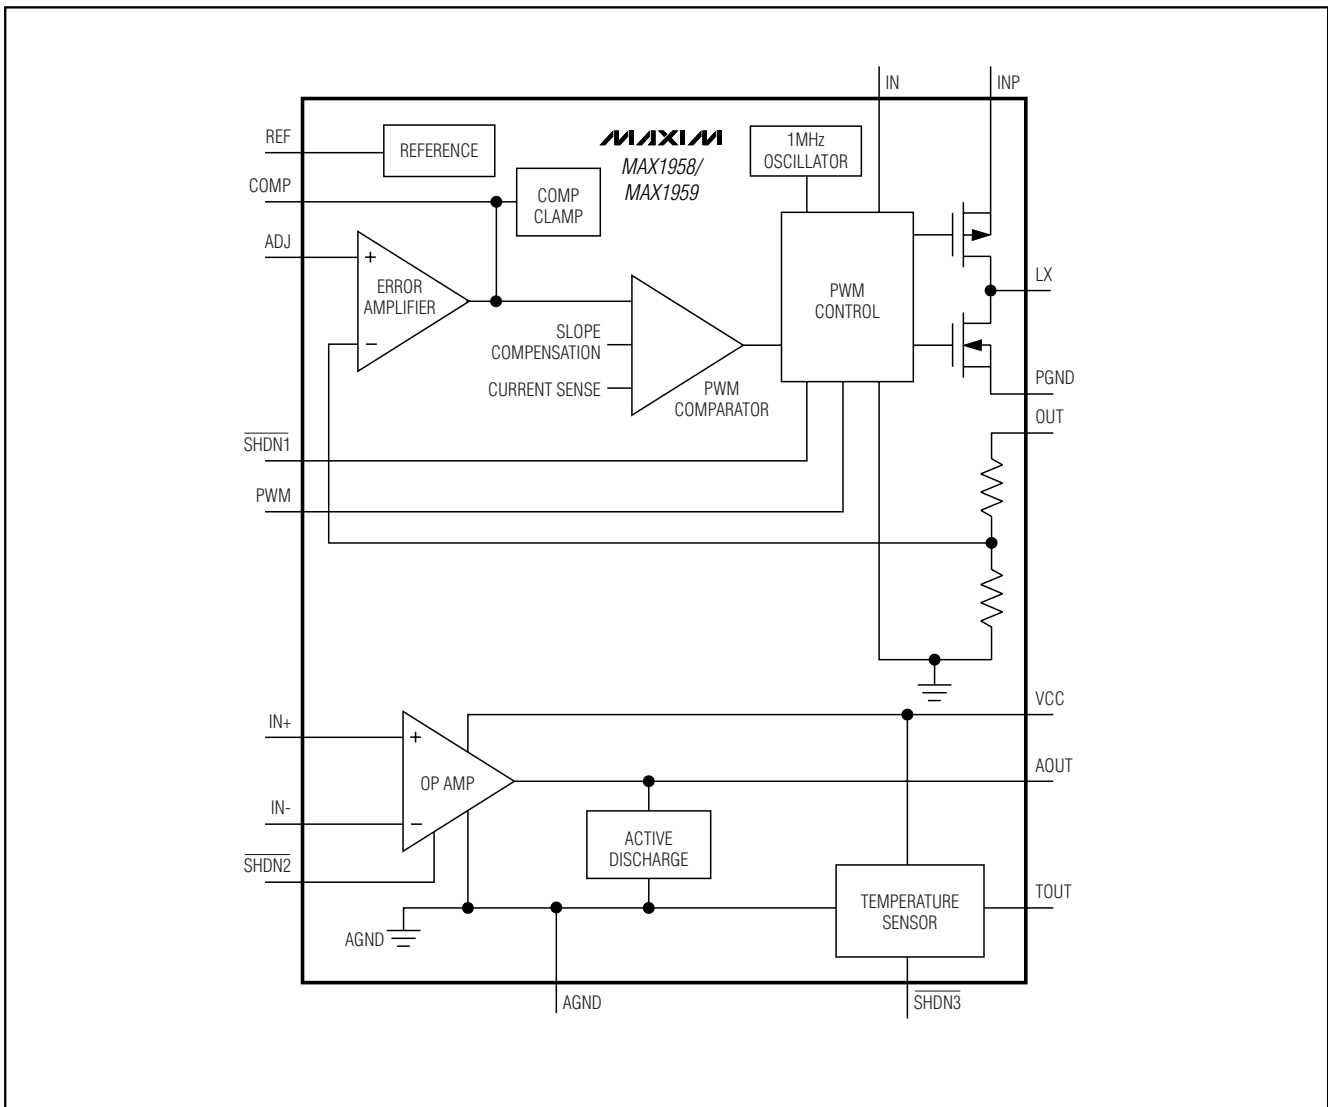 IN
INP
REF
REFERENCE
MAXIM
MAX1958/
MAX1959
1MHz
OSCILLATOR
COMP
COMP
CLAMP
ADJ
+
ERROR
AMPLIFIER
−
SLOPE
COMPENSATION
CURRENT SENSE
PWM
COMPARATOR
PWM
CONTROL
LX
PGND
OUT
SHDN1
PWM
VCC
IN+
+
OP AMP
AOUT
IN-
−
SHDN2
ACTIVE
DISCHARGE
TEMPERATURE
SENSOR
TOUT
AGND
AGND
SHDN3